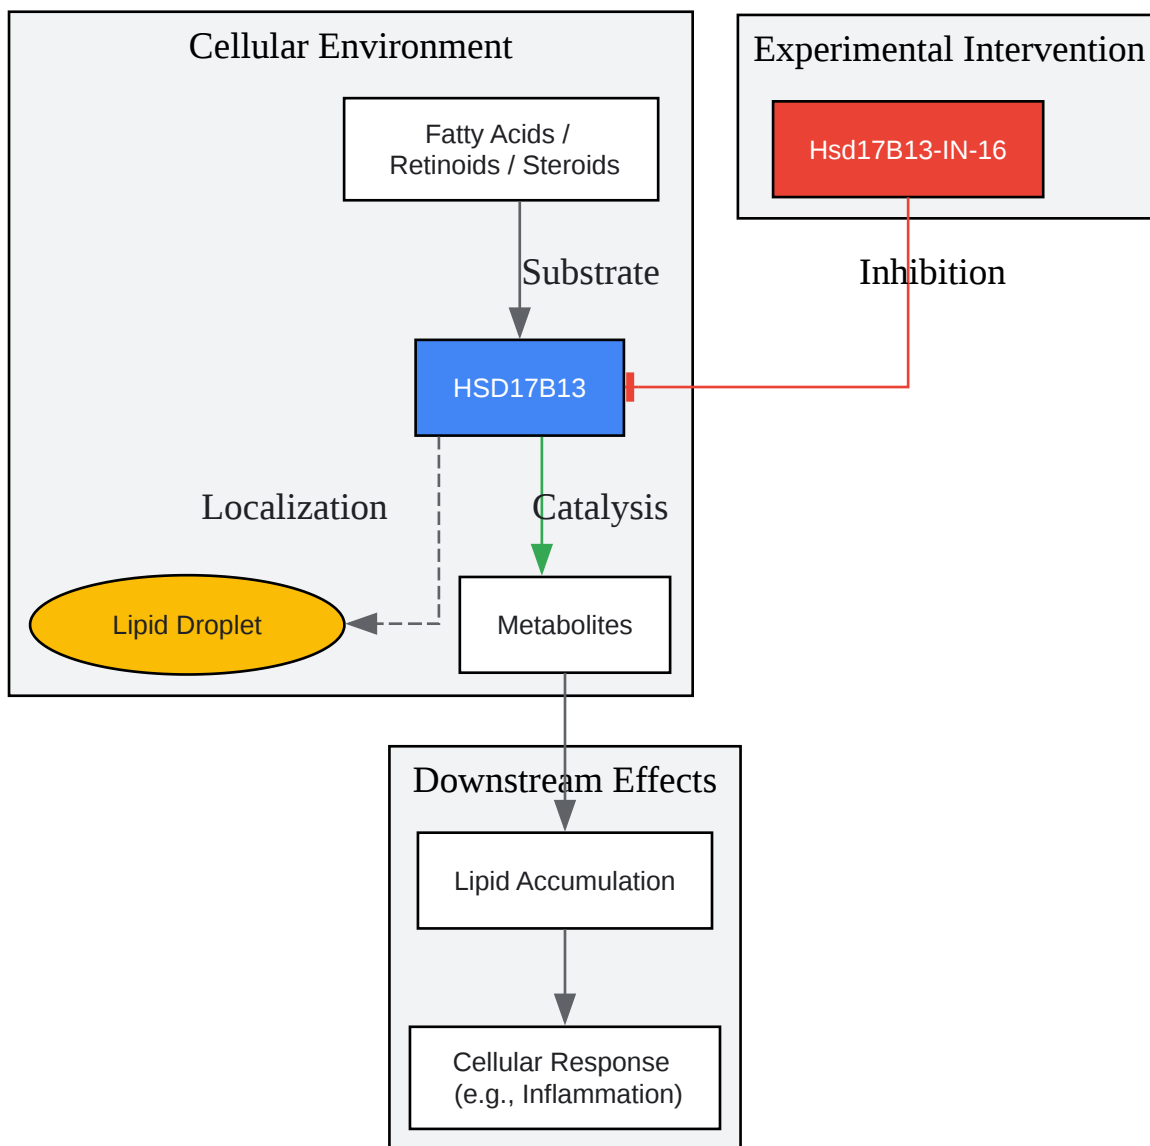 Cellular Environment
Experimental Intervention
Fatty Acids /
Retinoids / Steroids
Hsd17B13-IN-16
Substrate
Inhibition
HSD17B13
Localization
Catalysis
Lipid Droplet
Metabolites
Downstream Effects
Lipid Accumulation
Cellular Response
(e.g., Inflammation)